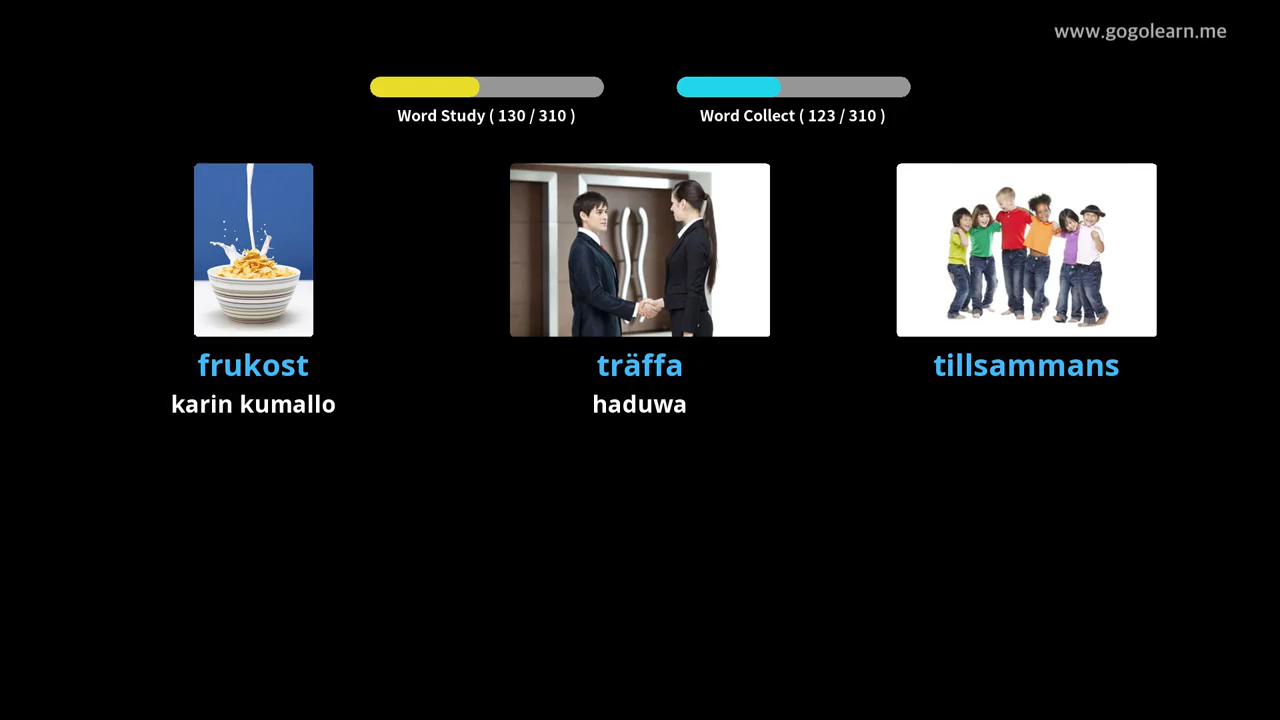 www.gogolearn.me
Word Study ( 130 / 310 )
Word Collect ( 123 / 310 )
frukost
träffa
tillsammans
karin kumallo
haduwa